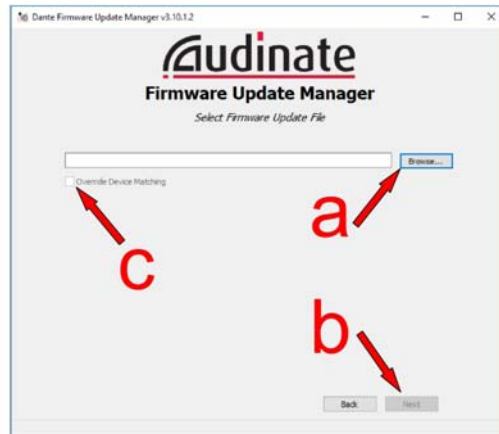 Dante Firmware Update Manager v3.10.1.2
Audinate
Firmware Update Manager
Select Firmware Update File
Browse...
Override Device Matching
a
c
b
Back Next